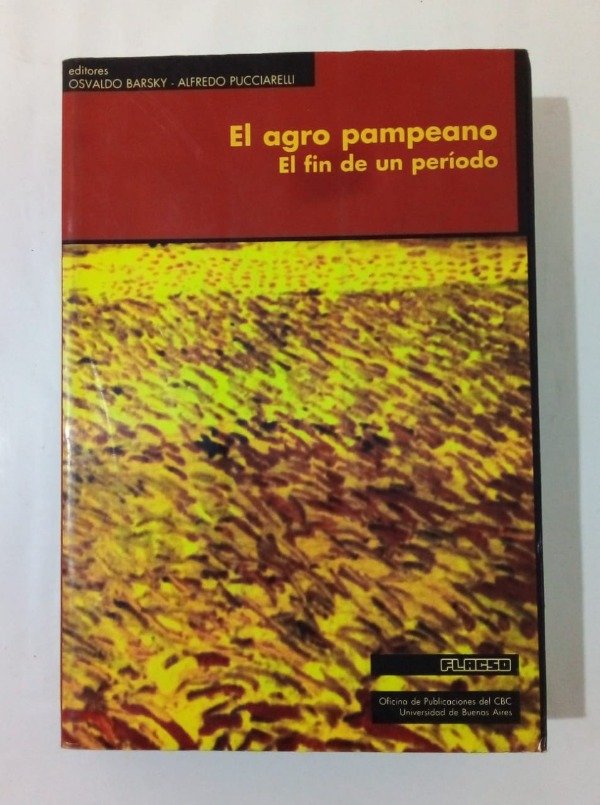 editores
OSVALDO BARSKY - ALFREDO PUCCIARELLI
El agro pampeano
El fin de un período
FLACSO
Oficina de Publicaciones del CBC
Universidad de Buenos Aires